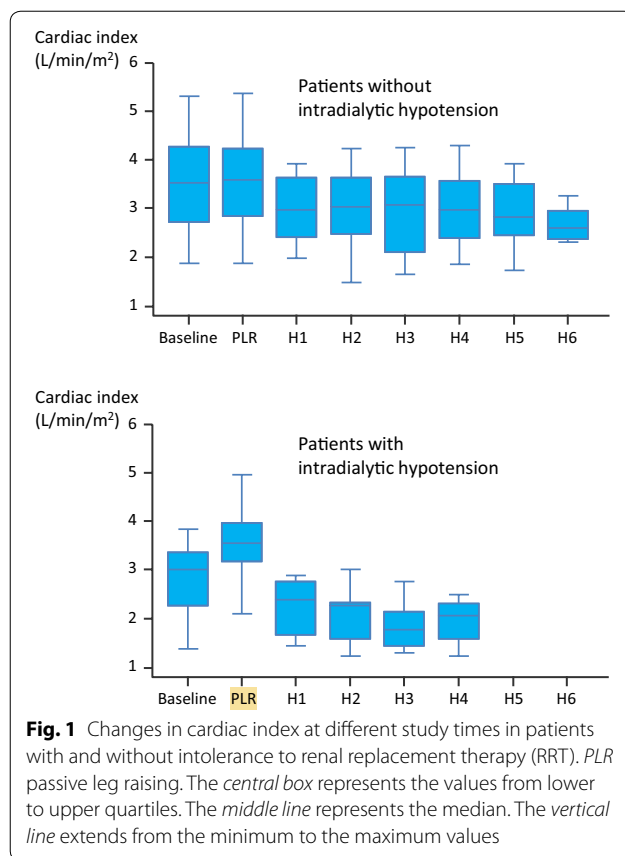 Cardiac index
(L/min/m²)
6
Patients without
intradialytic hypotension
5
4
3
2
1
Baseline PLR H1 H2 H3 H4 H5 H6
Cardiac index
(L/min/m²)
6
Patients with
intradialytic hypotension
5
4
3
2
1
Baseline PLR H1 H2 H3 H4 H5 H6
Fig. 1 Changes in cardiac index at different study times in patients
with and without intolerance to renal replacement therapy (RRT). PLR
passive leg raising. The central box represents the values from lower
to upper quartiles. The middle line represents the median. The vertical
line extends from the minimum to the maximum values